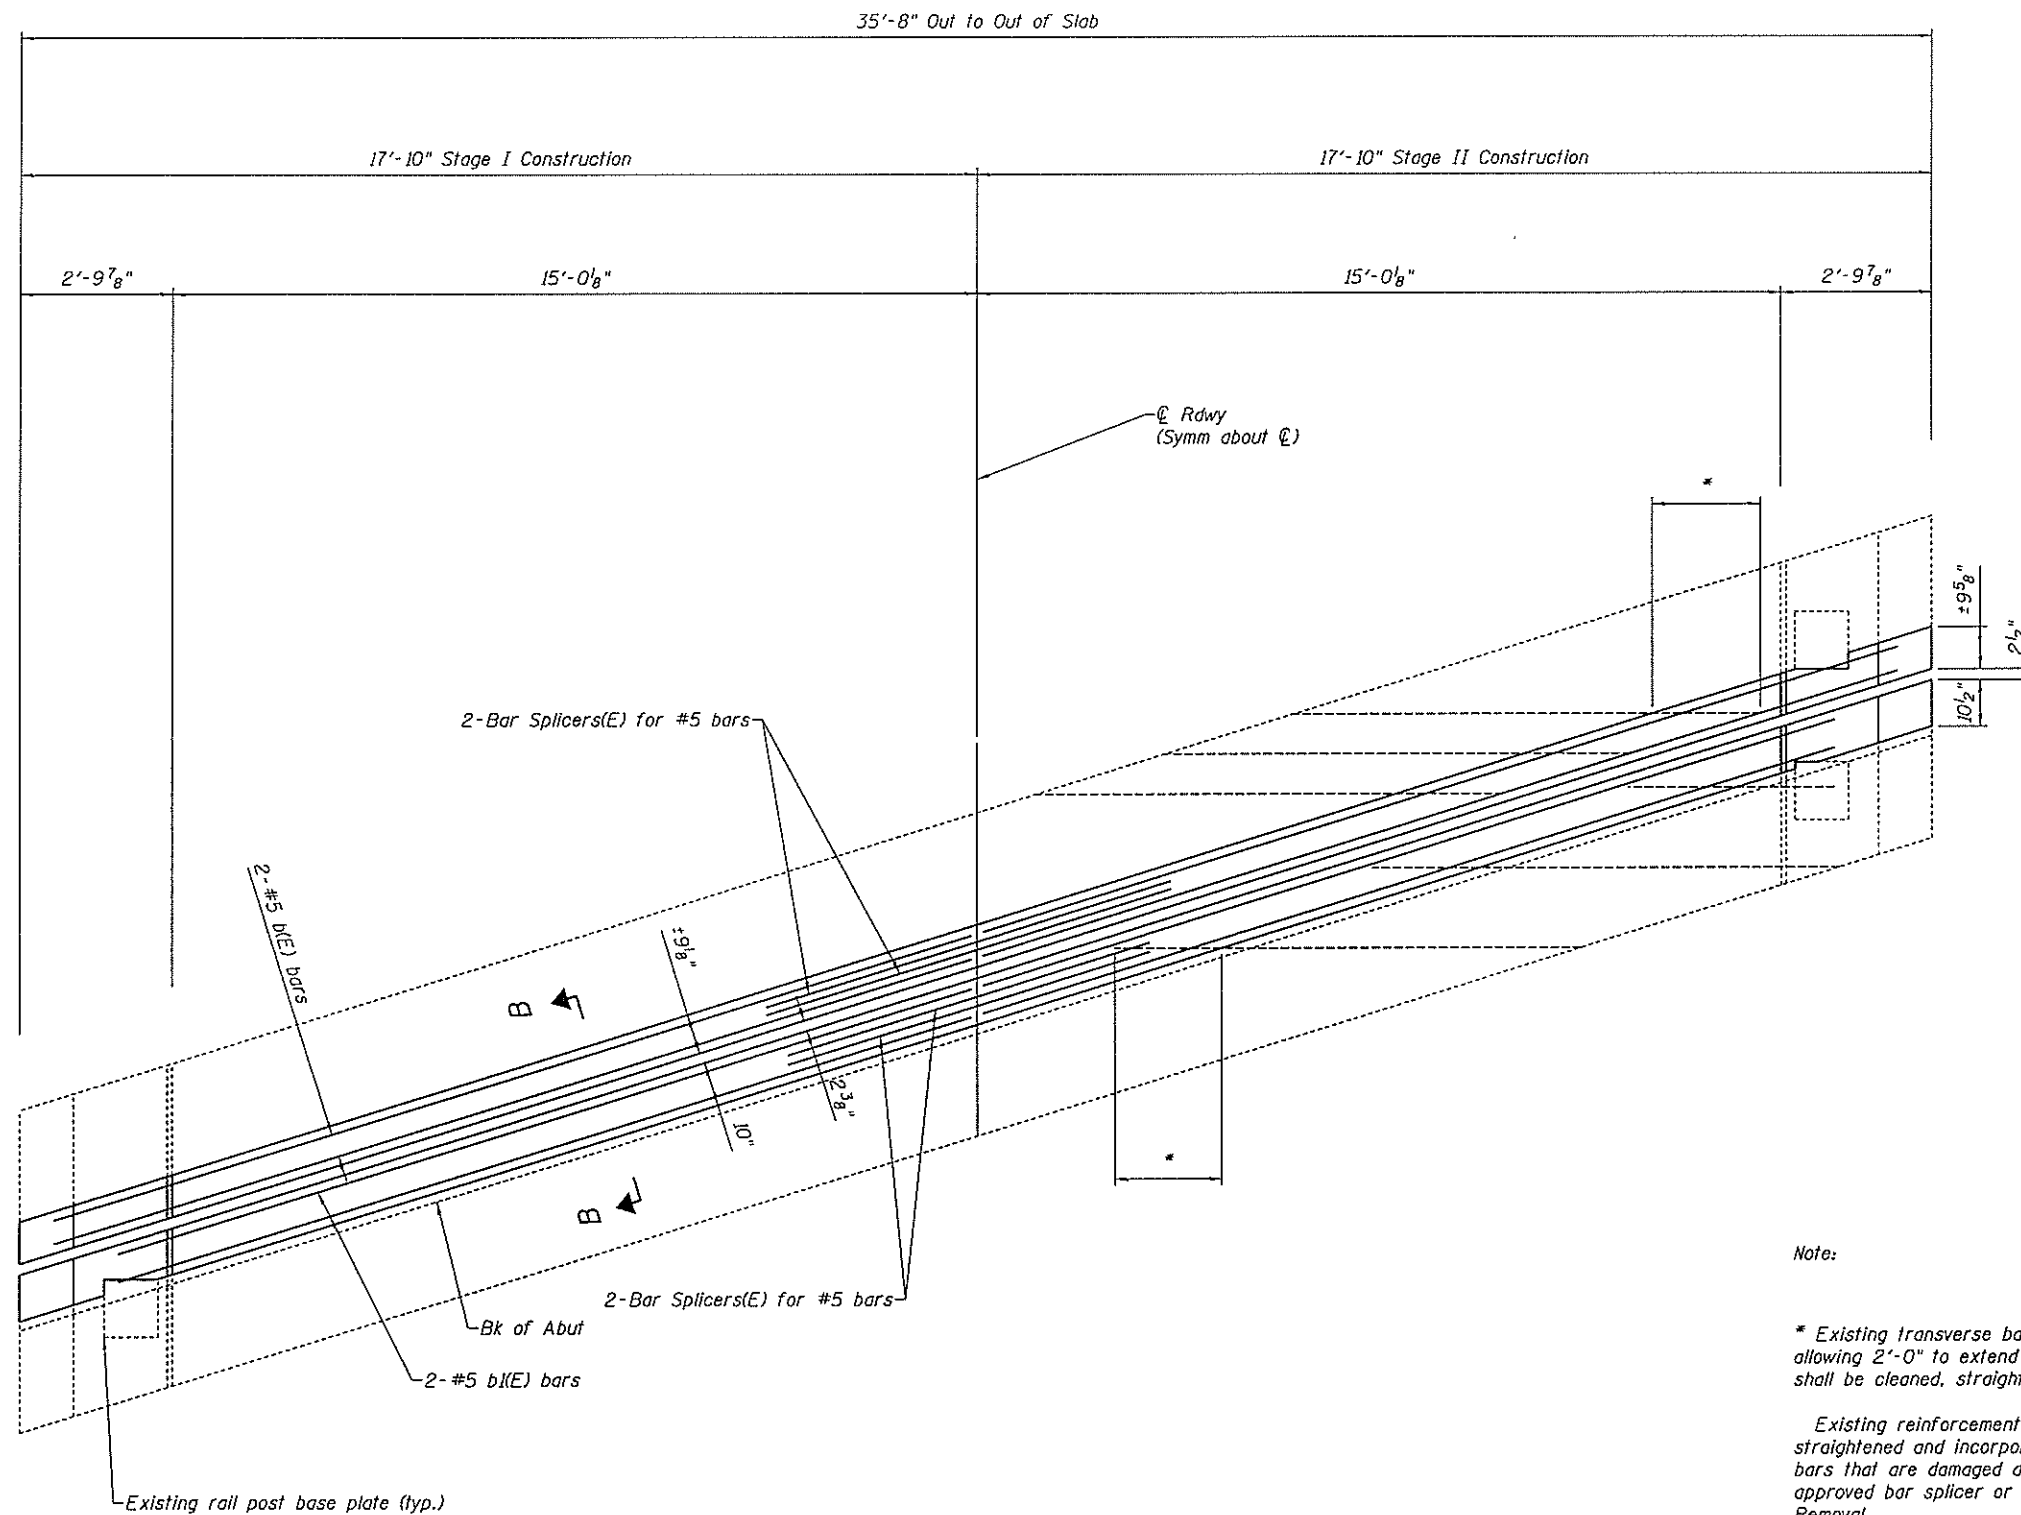 35'-8" Out to Out of Slab
17'-10" Stage I Construction
17'-10" Stage II Construction
2'-9⅞"
15'-0⅛"
15'-0⅛"
2'-9⅞"
℄ Rdwy
(Symm about ℄)
*
±9⅝"
2½"
10½"
2-Bar Splicers(E) for #5 bars
2-#5 b(E) bars
±9⅛"
B
2⅜"
10"
*
B
2-Bar Splicers(E) for #5 bars
Bk of Abut
2-#5 b1(E) bars
Existing rail post base plate (typ.)
Note:
* Existing transverse ba
allowing 2'-0" to extend
shall be cleaned, straight
Existing reinforcement
straightened and incorpo
bars that are damaged d
approved bar splicer or
Removal